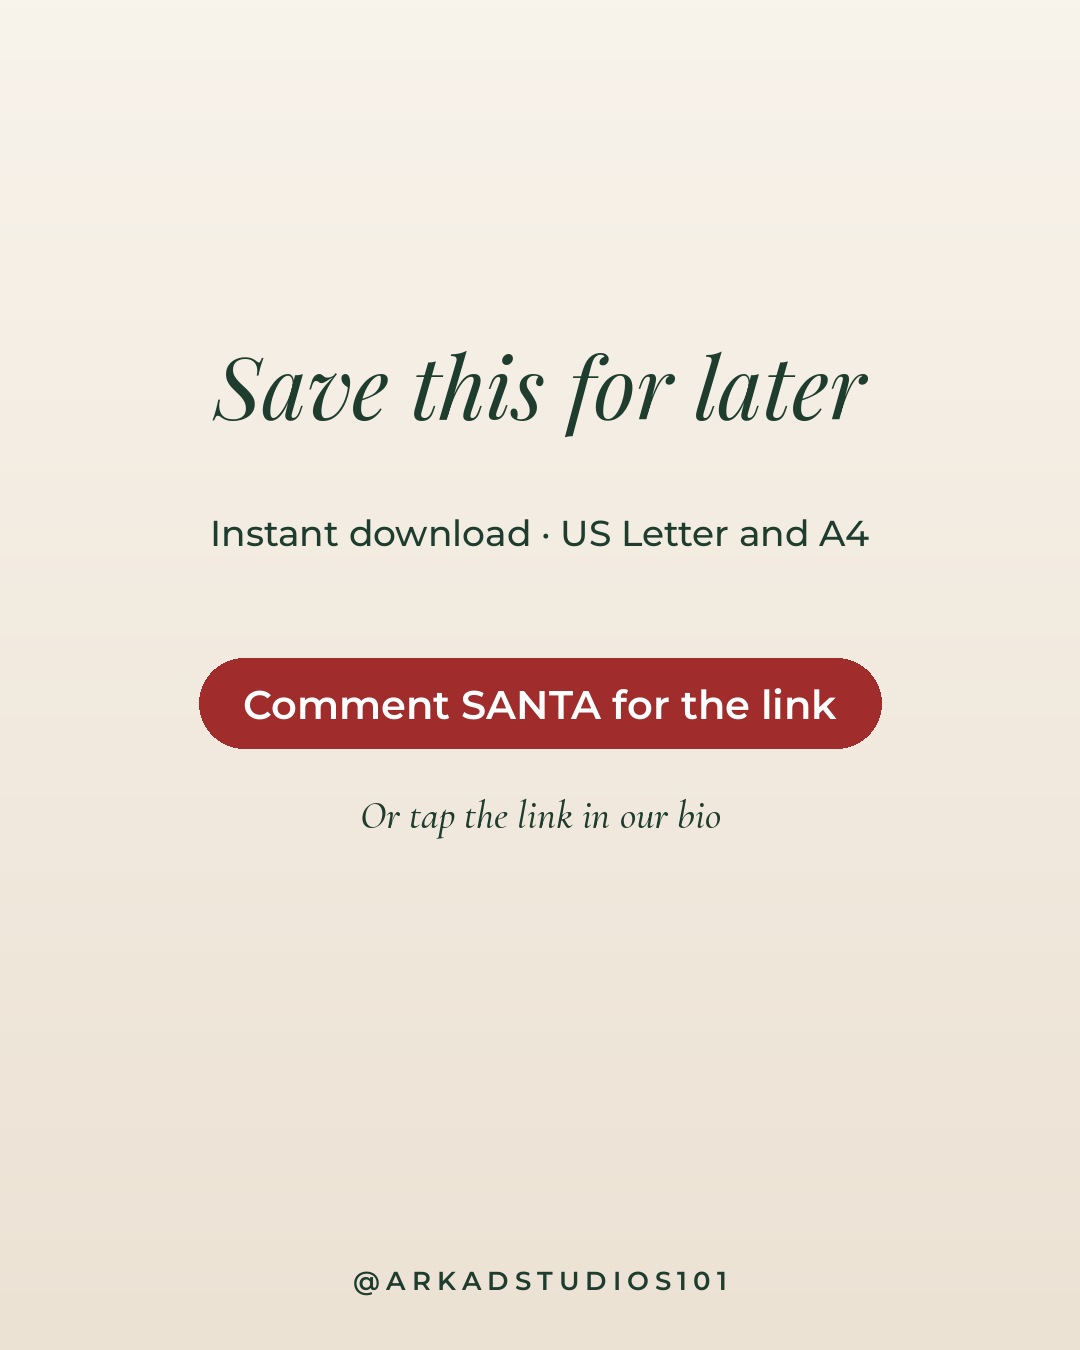 Save this for later
Instant download · US Letter and A4
Comment SANTA for the link
Or tap the link in our bio
@ARKADSTUDIOS101